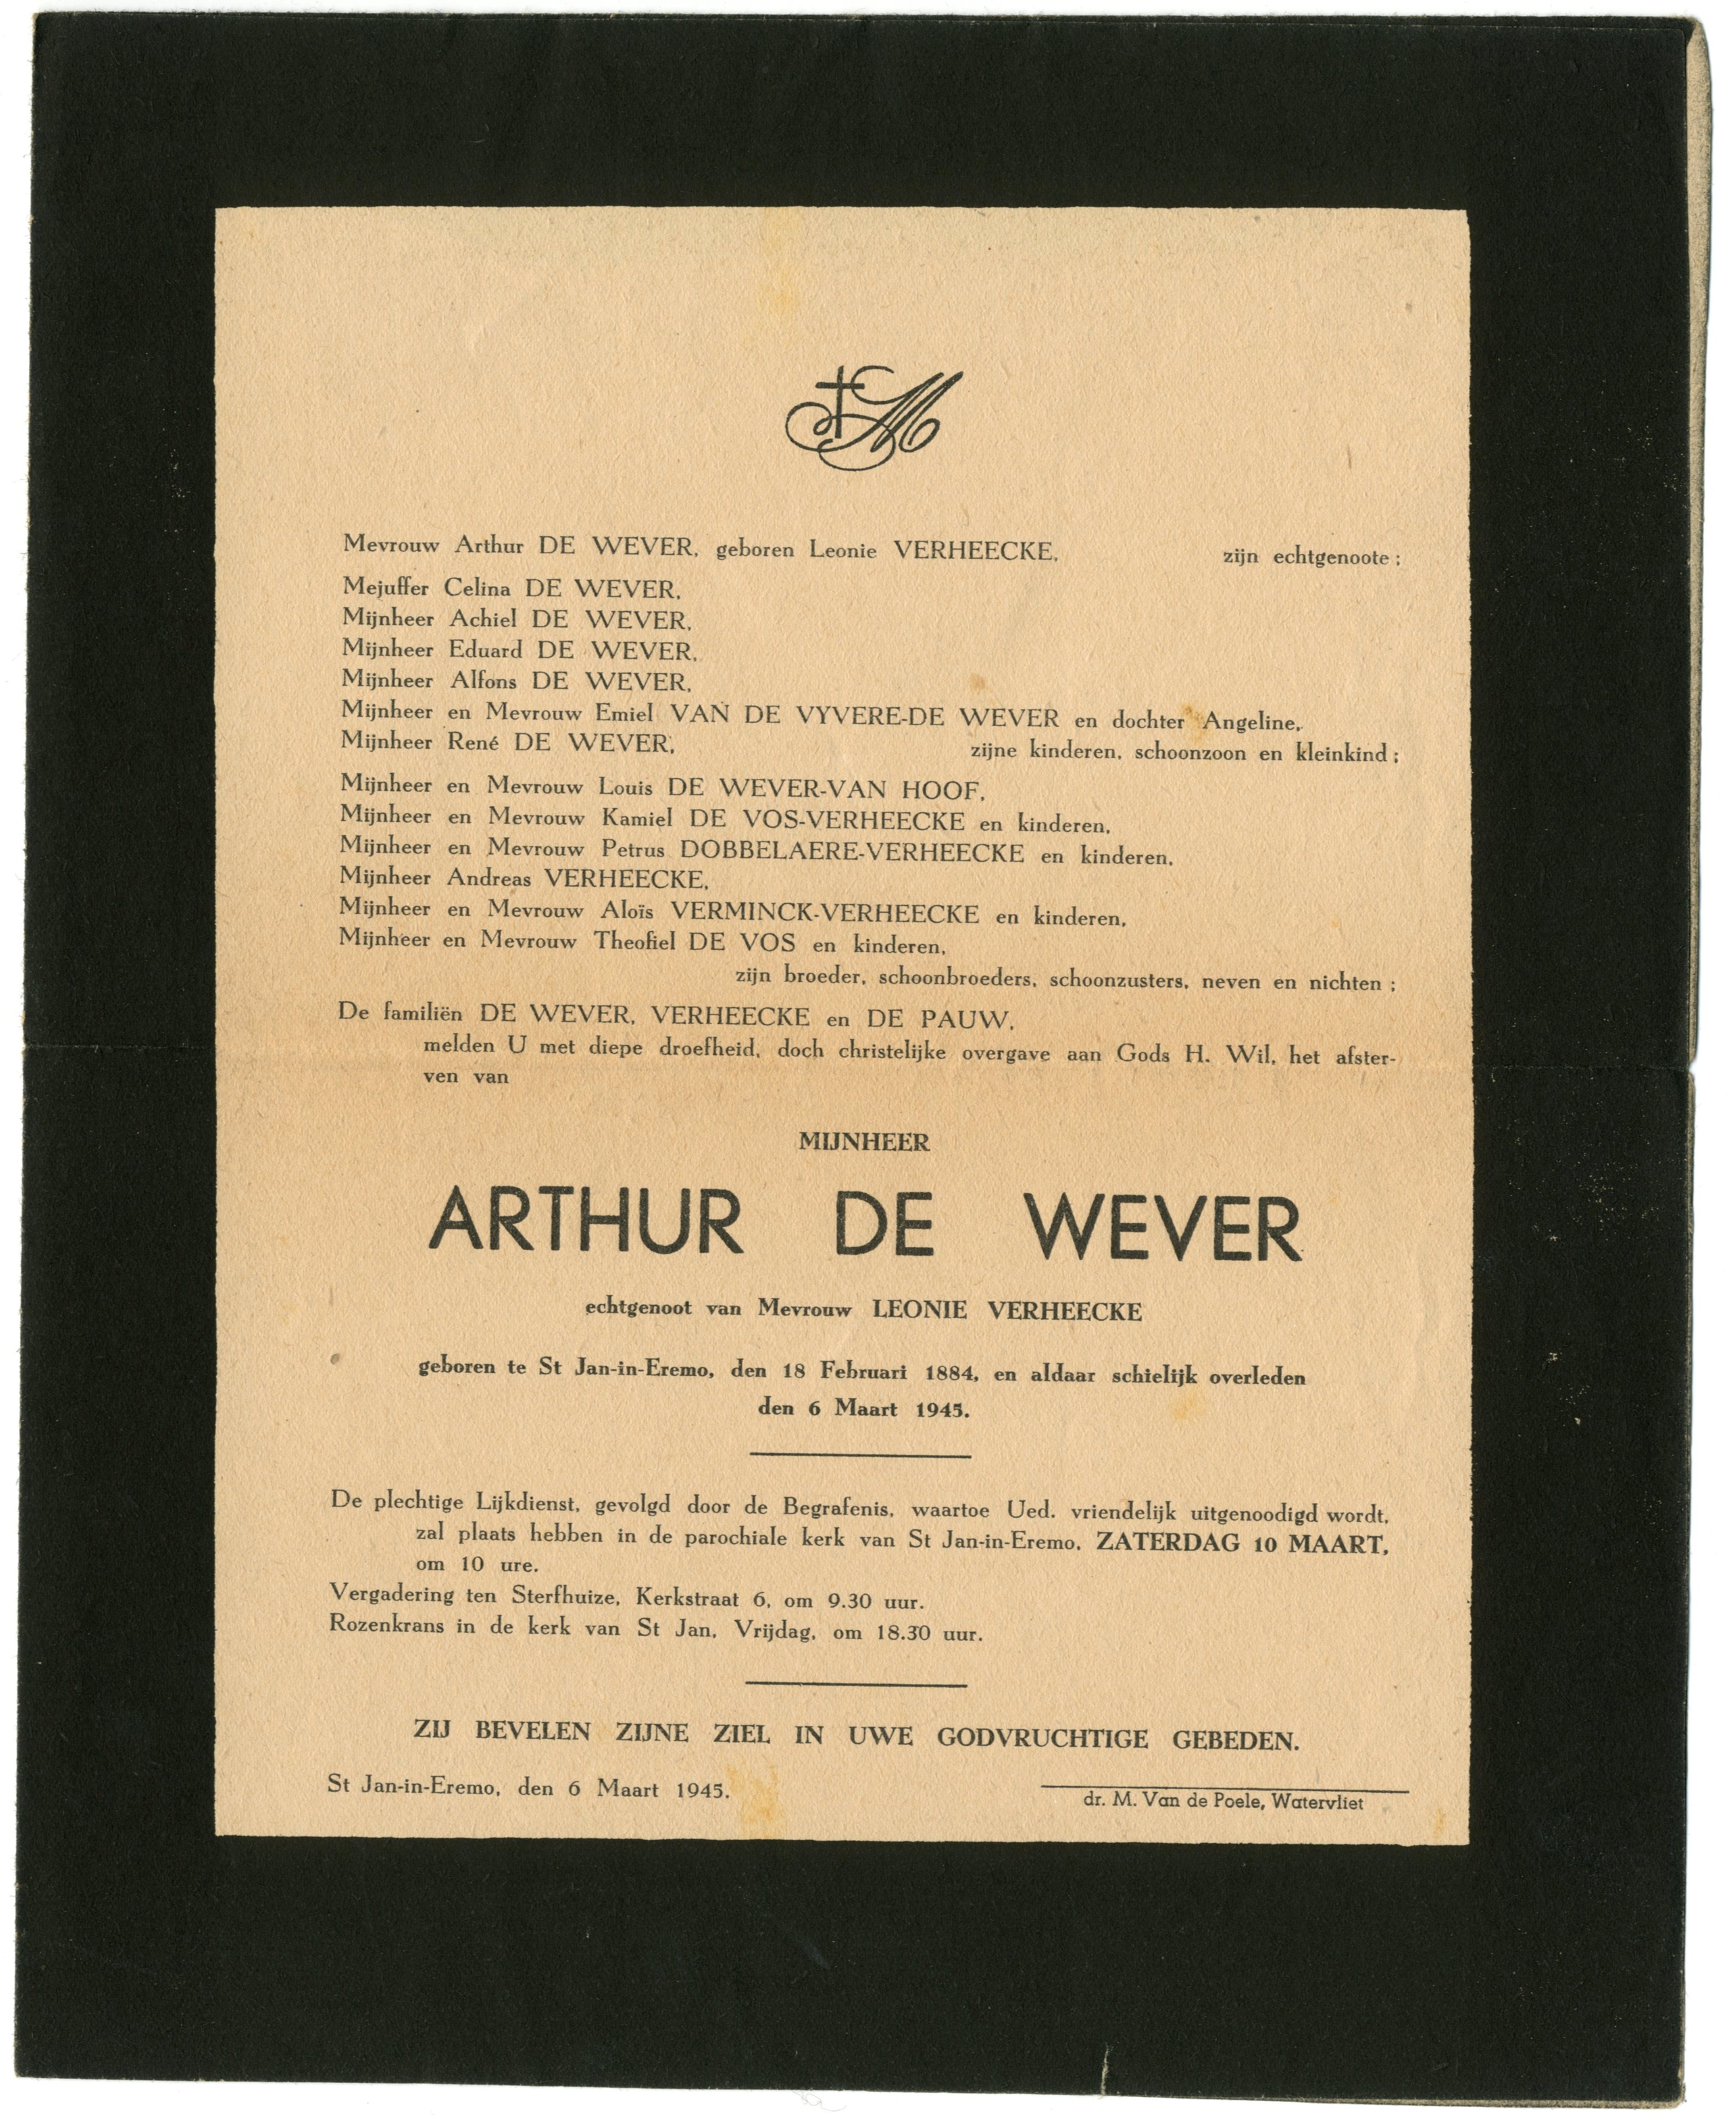 M
Mevrouw Arthur DE WEVER, geboren Leonie VERHEECKE, zijn echtgenoote ;
Mejuffer Celina DE WEVER,
Mijnheer Achiel DE WEVER,
Mijnheer Eduard DE WEVER,
Mijnheer Alfons DE WEVER,
Mijnheer en Mevrouw Emiel VAN DE VYVERE-DE WEVER en dochter Angeline,
Mijnheer René DE WEVER, zijne kinderen, schoonzoon en kleinkind ;
Mijnheer en Mevrouw Louis DE WEVER-VAN HOOF,
Mijnheer en Mevrouw Kamiel DE VOS-VERHEECKE en kinderen,
Mijnheer en Mevrouw Petrus DOBBELAERE-VERHEECKE en kinderen,
Mijnheer Andreas VERHEECKE,
Mijnheer en Mevrouw Aloïs VERMINCK-VERHEECKE en kinderen,
Mijnheer en Mevrouw Theofiel DE VOS en kinderen,
zijn broeder, schoonbroeders, schoonzusters, neven en nichten ;
De familiën DE WEVER, VERHEECKE en DE PAUW,
melden U met diepe droefheid, doch christelijke overgave aan Gods H. Wil, het afster-
ven van
MIJNHEER
ARTHUR DE WEVER
echtgenoot van Mevrouw LEONIE VERHEECKE
geboren te St Jan-in-Eremo, den 18 Februari 1884, en aldaar schielijk overleden
den 6 Maart 1945.
De plechtige Lijkdienst, gevolgd door de Begrafenis, waartoe Ued. vriendelijk uitgenoodigd wordt,
zal plaats hebben in de parochiale kerk van St Jan-in-Eremo, ZATERDAG 10 MAART,
om 10 ure.
Vergadering ten Sterfhuize, Kerkstraat 6, om 9.30 uur.
Rozenkrans in de kerk van St Jan, Vrijdag, om 18.30 uur.
ZIJ BEVELEN ZIJNE ZIEL IN UWE GODVRUCHTIGE GEBEDEN.
St Jan-in-Eremo, den 6 Maart 1945.
dr. M. Van de Poele, Watervliet